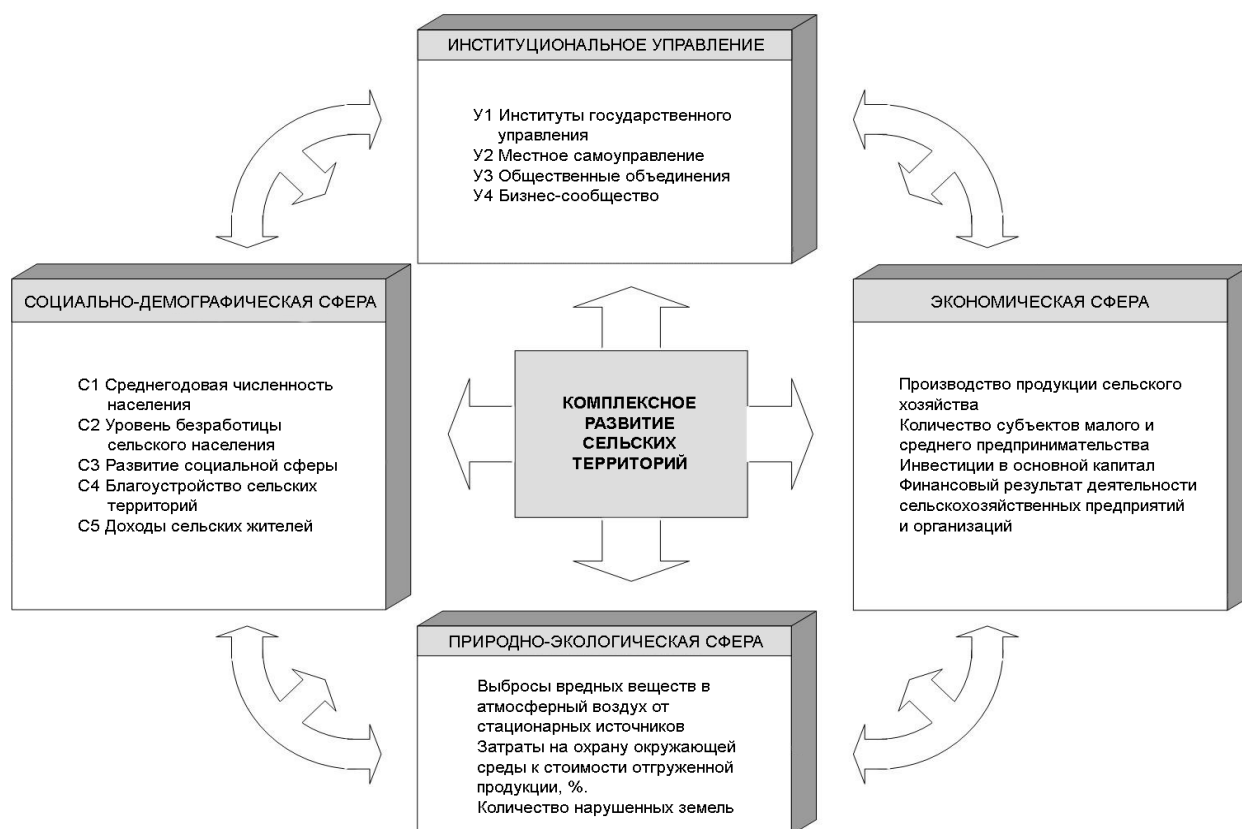 ИНСТИТУЦИОНАЛЬНОЕ УПРАВЛЕНИЕ
У1 Институты государственного
управления
У2 Местное самоуправление
У3 Общественные объединения
У4 Бизнес-сообщество
СОЦИАЛЬНО-ДЕМОГРАФИЧЕСКАЯ СФЕРА
С1 Среднегодовая численность
населения
С2 Уровень безработицы
сельского населения
С3 Развитие социальной сферы
С4 Благоустройство сельских
территорий
С5 Доходы сельских жителей
КОМПЛЕКСНОЕ
РАЗВИТИЕ
СЕЛЬСКИХ
ТЕРРИТОРИЙ
ЭКОНОМИЧЕСКАЯ СФЕРА
Производство продукции сельского
хозяйства
Количество субъектов малого и
среднего предпринимательства
Инвестиции в основной капитал
Финансовый результат деятельности
сельскохозяйственных предприятий
и организаций
ПРИРОДНО-ЭКОЛОГИЧЕСКАЯ СФЕРА
Выбросы вредных веществ в
атмосферный воздух от
стационарных источников
Затраты на охрану окружающей
среды к стоимости отгруженной
продукции, %.
Количество нарушенных земель